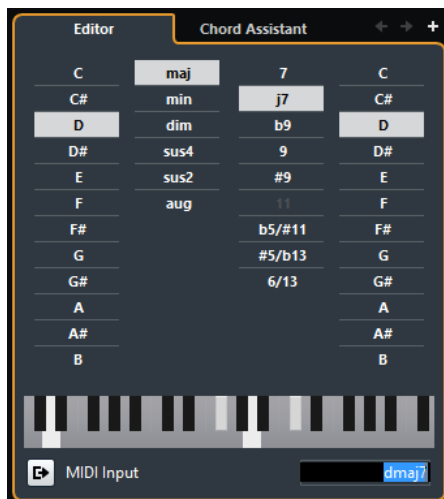 Editor Chord Assistant
C maj 7 C
C# min j7 C#
D dim b9 D
D# sus4 9 D#
E sus2 #9 E
F aug 11 F
F# b5/#11 F#
G #5/b13 G
G# 6/13 G#
A A
A# A#
B B
MIDI Input dmaj7